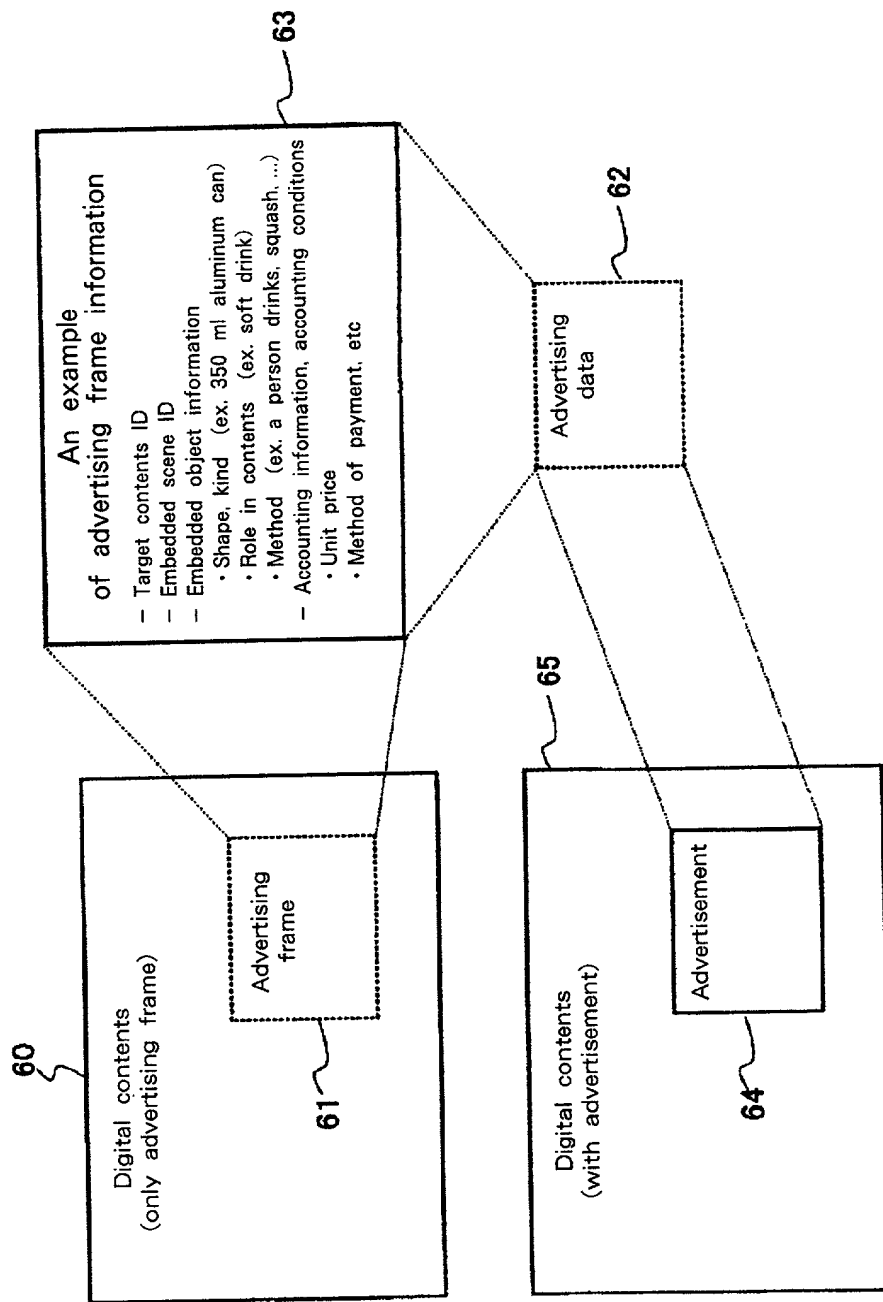 60
Digital contents
(only advertising frame)
Advertising
frame
61
An example
of advertising frame information
– Target contents ID
– Embedded scene ID
– Embedded object information
・Shape, kind (ex. 350 ml aluminum can)
・Role in contents (ex. soft drink)
・Method (ex. a person drinks, squash, ...)
– Accounting information, accounting conditions
・Unit price
・Method of payment, etc
63
Advertising
data
62
65
Digital contents
(with advertisement)
Advertisement
64